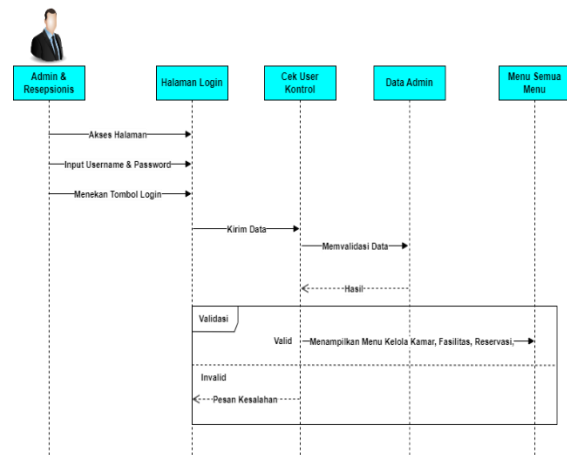 Admin &
Resepsionis
Halaman Login
Cek User
Kontrol
Data Admin
Menu Semua
Menu
Akses Halaman
Input Username & Password
Menekan Tombol Login
Kirim Data
Memvalidasi Data
Hasil
Validasi
Valid
Menampilkan Menu Kelola Kamar, Fasilitas, Reservasi,
Invalid
Pesan Kesalahan